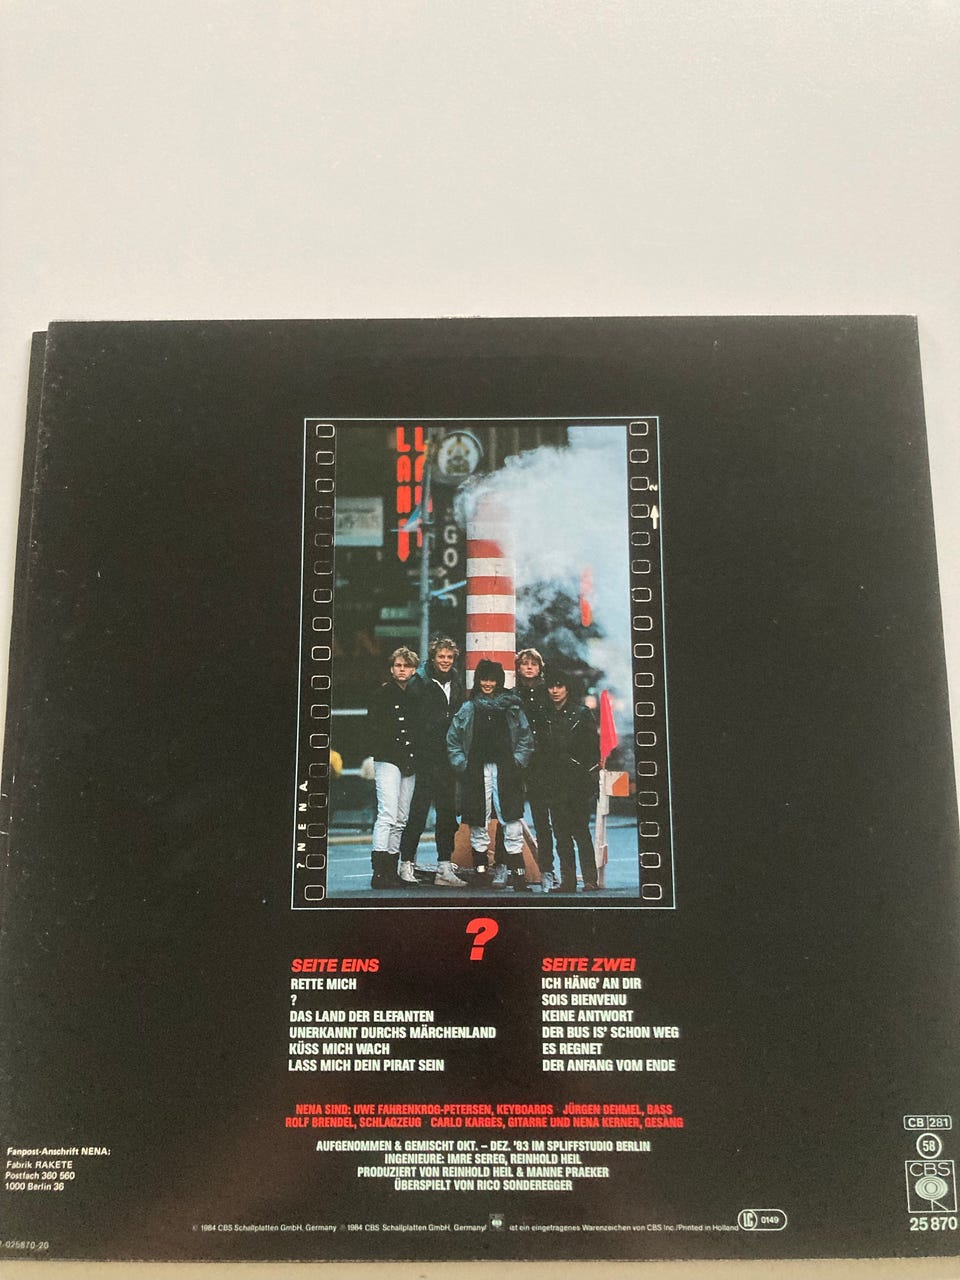 GOT
N
? NENA
?
SEITE EINS
RETTE MICH
?
DAS LAND DER ELEFANTEN
UNERKANNT DURCHS MÄRCHENLAND
KÜSS MICH WACH
LASS MICH DEIN PIRAT SEIN
SEITE ZWEI
ICH HÄNG' AN DIR
SOIS BIENVENU
KEINE ANTWORT
DER BUS IS' SCHON WEG
ES REGNET
DER ANFANG VOM ENDE
NENA SIND: UWE FAHRENKROG-PETERSEN, KEYBOARDS · JÜRGEN DEHMEL, BASS
ROLF BRENDEL, SCHLAGZEUG · CARLO KARGES, GITARRE UND NENA KERNER, GESANG
AUFGENOMMEN & GEMISCHT OKT. – DEZ. '83 IM SPLIFFSTUDIO BERLIN
INGENIEURE: IMRE SEREG, REINHOLD HEIL
PRODUZIERT VON REINHOLD HEIL & MANNE PRAEKER
ÜBERSPIELT VON RICO SONDEREGGER
Fanpost-Anschrift NENA:
Fabrik RAKETE
Postfach 360 560
1000 Berlin 36
CB 281
58
CBS
25 870
© 1984 CBS Schallplatten GmbH, Germany ℗ 1984 CBS Schallplatten GmbH, Germany/ ist ein eingetragenes Warenzeichen von CBS Inc./Printed in Holland
LC 0149
-025870-20